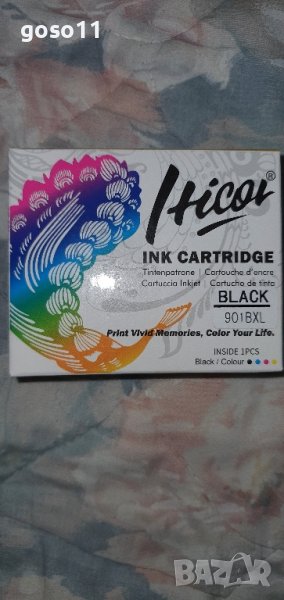 goso11
Hicor®
INK CARTRIDGE
Tintenpatrone | Cartouche d'encre
Cartuccia Inkjet | Cartucho de tinta
BLACK
901BXL
Print Vivid Memories, Color Your Life.
INSIDE 1PCS
Black / Colour
BAZAR